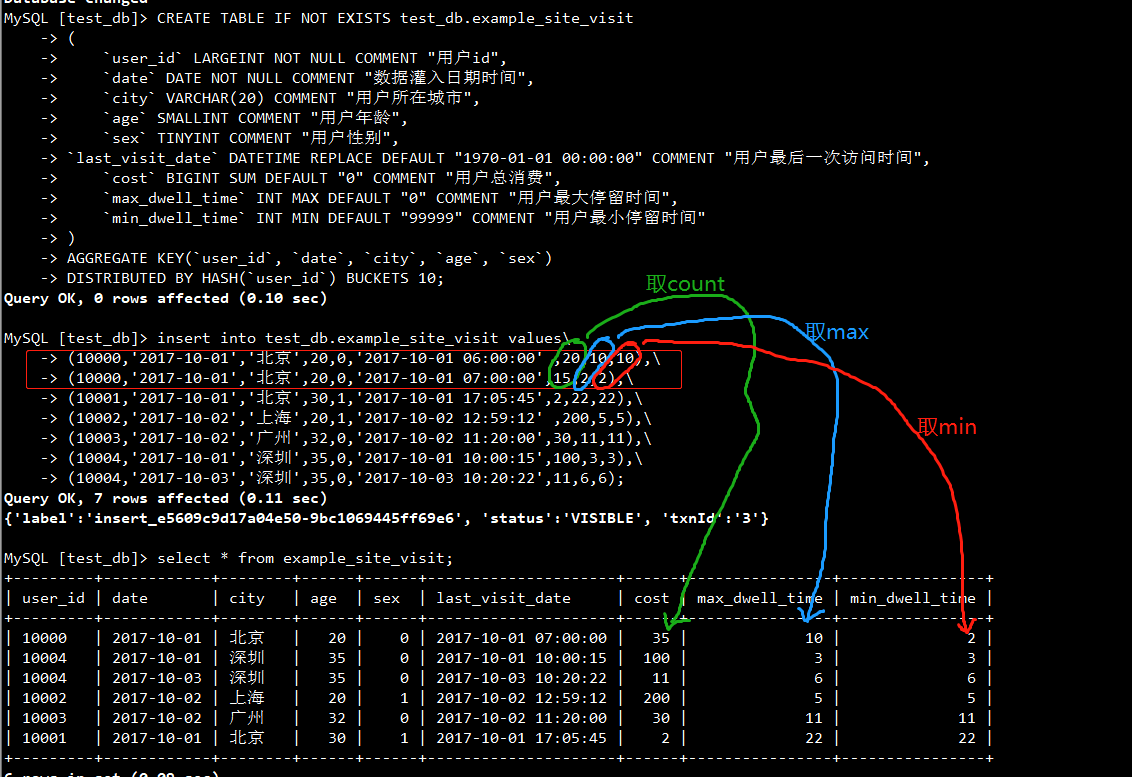 Database changed
MySQL [test_db]> CREATE TABLE IF NOT EXISTS test_db.example_site_visit
    -> (
    ->     `user_id` LARGEINT NOT NULL COMMENT "用户id",
    ->     `date` DATE NOT NULL COMMENT "数据灌入日期时间",
    ->     `city` VARCHAR(20) COMMENT "用户所在城市",
    ->     `age` SMALLINT COMMENT "用户年龄",
    ->     `sex` TINYINT COMMENT "用户性别",
    -> `last_visit_date` DATETIME REPLACE DEFAULT "1970-01-01 00:00:00" COMMENT "用户最后一次访问时间",
    ->     `cost` BIGINT SUM DEFAULT "0" COMMENT "用户总消费",
    ->     `max_dwell_time` INT MAX DEFAULT "0" COMMENT "用户最大停留时间",
    ->     `min_dwell_time` INT MIN DEFAULT "99999" COMMENT "用户最小停留时间"
    -> )
    -> AGGREGATE KEY(`user_id`, `date`, `city`, `age`, `sex`)
    -> DISTRIBUTED BY HASH(`user_id`) BUCKETS 10;
Query OK, 0 rows affected (0.10 sec)
取count
取max
取min
MySQL [test_db]> insert into test_db.example_site_visit values\
    -> (10000,'2017-10-01','北京',20,0,'2017-10-01 06:00:00' ,20,10,10),\
    -> (10000,'2017-10-01','北京',20,0,'2017-10-01 07:00:00',15,2,2),\
    -> (10001,'2017-10-01','北京',30,1,'2017-10-01 17:05:45',2,22,22),\
    -> (10002,'2017-10-02','上海',20,1,'2017-10-02 12:59:12' ,200,5,5),\
    -> (10003,'2017-10-02','广州',32,0,'2017-10-02 11:20:00',30,11,11),\
    -> (10004,'2017-10-01','深圳',35,0,'2017-10-01 10:00:15',100,3,3),\
    -> (10004,'2017-10-03','深圳',35,0,'2017-10-03 10:20:22',11,6,6);
Query OK, 7 rows affected (0.11 sec)
{'label':'insert_e5609c9d17a04e50-9bc1069445ff69e6', 'status':'VISIBLE', 'txnId':'3'}
MySQL [test_db]> select * from example_site_visit;
+---------+------------+--------+------+------+---------------------+------+----------------+----------------+
| user_id | date       | city   | age  | sex  | last_visit_date     | cost | max_dwell_time | min_dwell_time |
+---------+------------+--------+------+------+---------------------+------+----------------+----------------+
| 10000   | 2017-10-01 | 北京   |   20 |    0 | 2017-10-01 07:00:00 |   35 |             10 |              2 |
| 10004   | 2017-10-01 | 深圳   |   35 |    0 | 2017-10-01 10:00:15 |  100 |              3 |              3 |
| 10004   | 2017-10-03 | 深圳   |   35 |    0 | 2017-10-03 10:20:22 |   11 |              6 |              6 |
| 10002   | 2017-10-02 | 上海   |   20 |    1 | 2017-10-02 12:59:12 |  200 |              5 |              5 |
| 10003   | 2017-10-02 | 广州   |   32 |    0 | 2017-10-02 11:20:00 |   30 |             11 |             11 |
| 10001   | 2017-10-01 | 北京   |   30 |    1 | 2017-10-01 17:05:45 |    2 |             22 |             22 |
+---------+------------+--------+------+------+---------------------+------+----------------+----------------+
6 rows in set (0.09 sec)